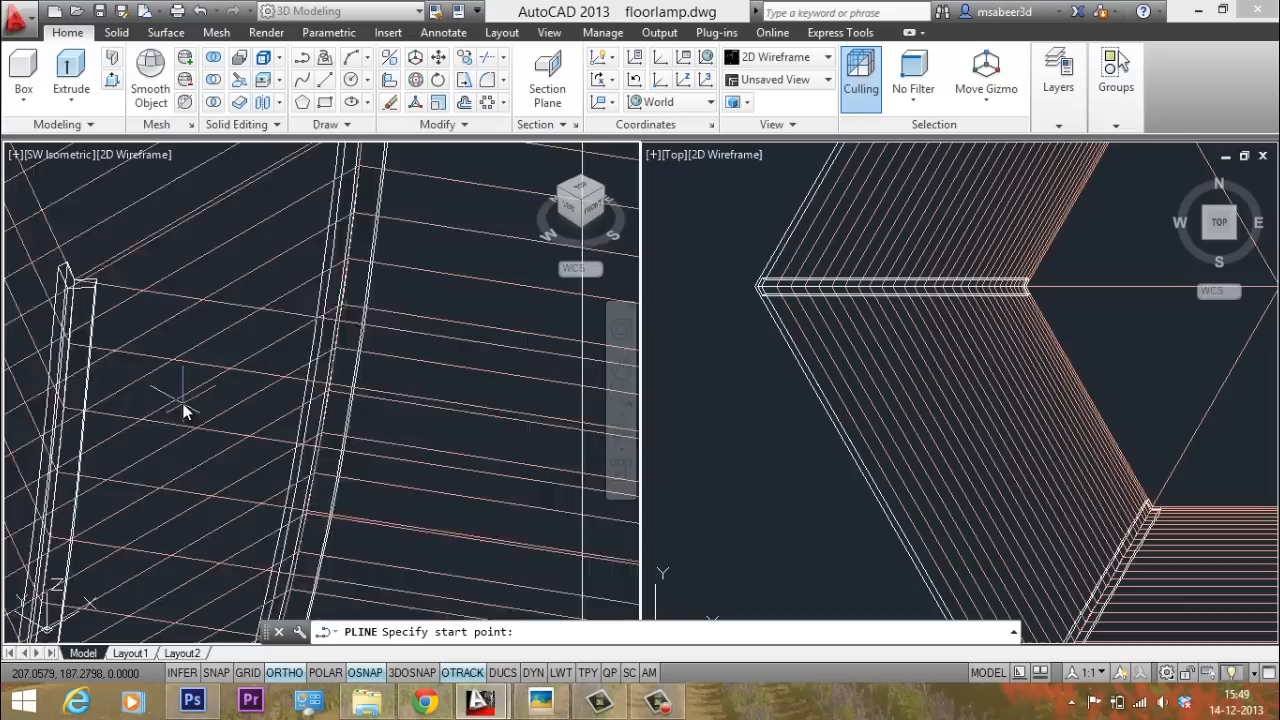 3D Modeling
AutoCAD 2013 floorlamp.dwg
Type a keyword or phrase
msabeer3d
Home Solid Surface Mesh Render Parametric Insert Annotate Layout View Manage Output Plug-ins Online Express Tools
Box
Extrude
Smooth
Object
Section
Plane
World
2D Wireframe
Unsaved View
Culling
No Filter
Move Gizmo
Layers
Groups
Modeling
Mesh
Solid Editing
Draw
Modify
Section
Coordinates
View
Selection
[+][SW Isometric][2D Wireframe]
TOP
FRONT
W
S
WCS
[+][Top][2D Wireframe]
N
W
TOP
E
S
WCS
Z
X
Y
PLINE Specify start point:
Model Layout1 Layout2
207.0579, 187.2798, 0.0000
INFER SNAP GRID ORTHO POLAR OSNAP 3DOSNAP OTRACK DUCS DYN LWT TPY QP SC AM
MODEL
1:1
Ps
Pr
15:49
14-12-2013